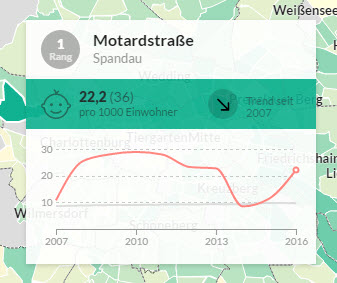 Weißensee
1
Rang
Motardstraße
Spandau
Wedding
22,2 (36)
pro 1000 Einwohner
Trend seit
2007
Berg
30
Charlottenburg
Tiergarten Mitte
Friedrichshain
20
Kreuzberg
10
Wilmersdorf
Schöneberg
2007
2010
2013
2016